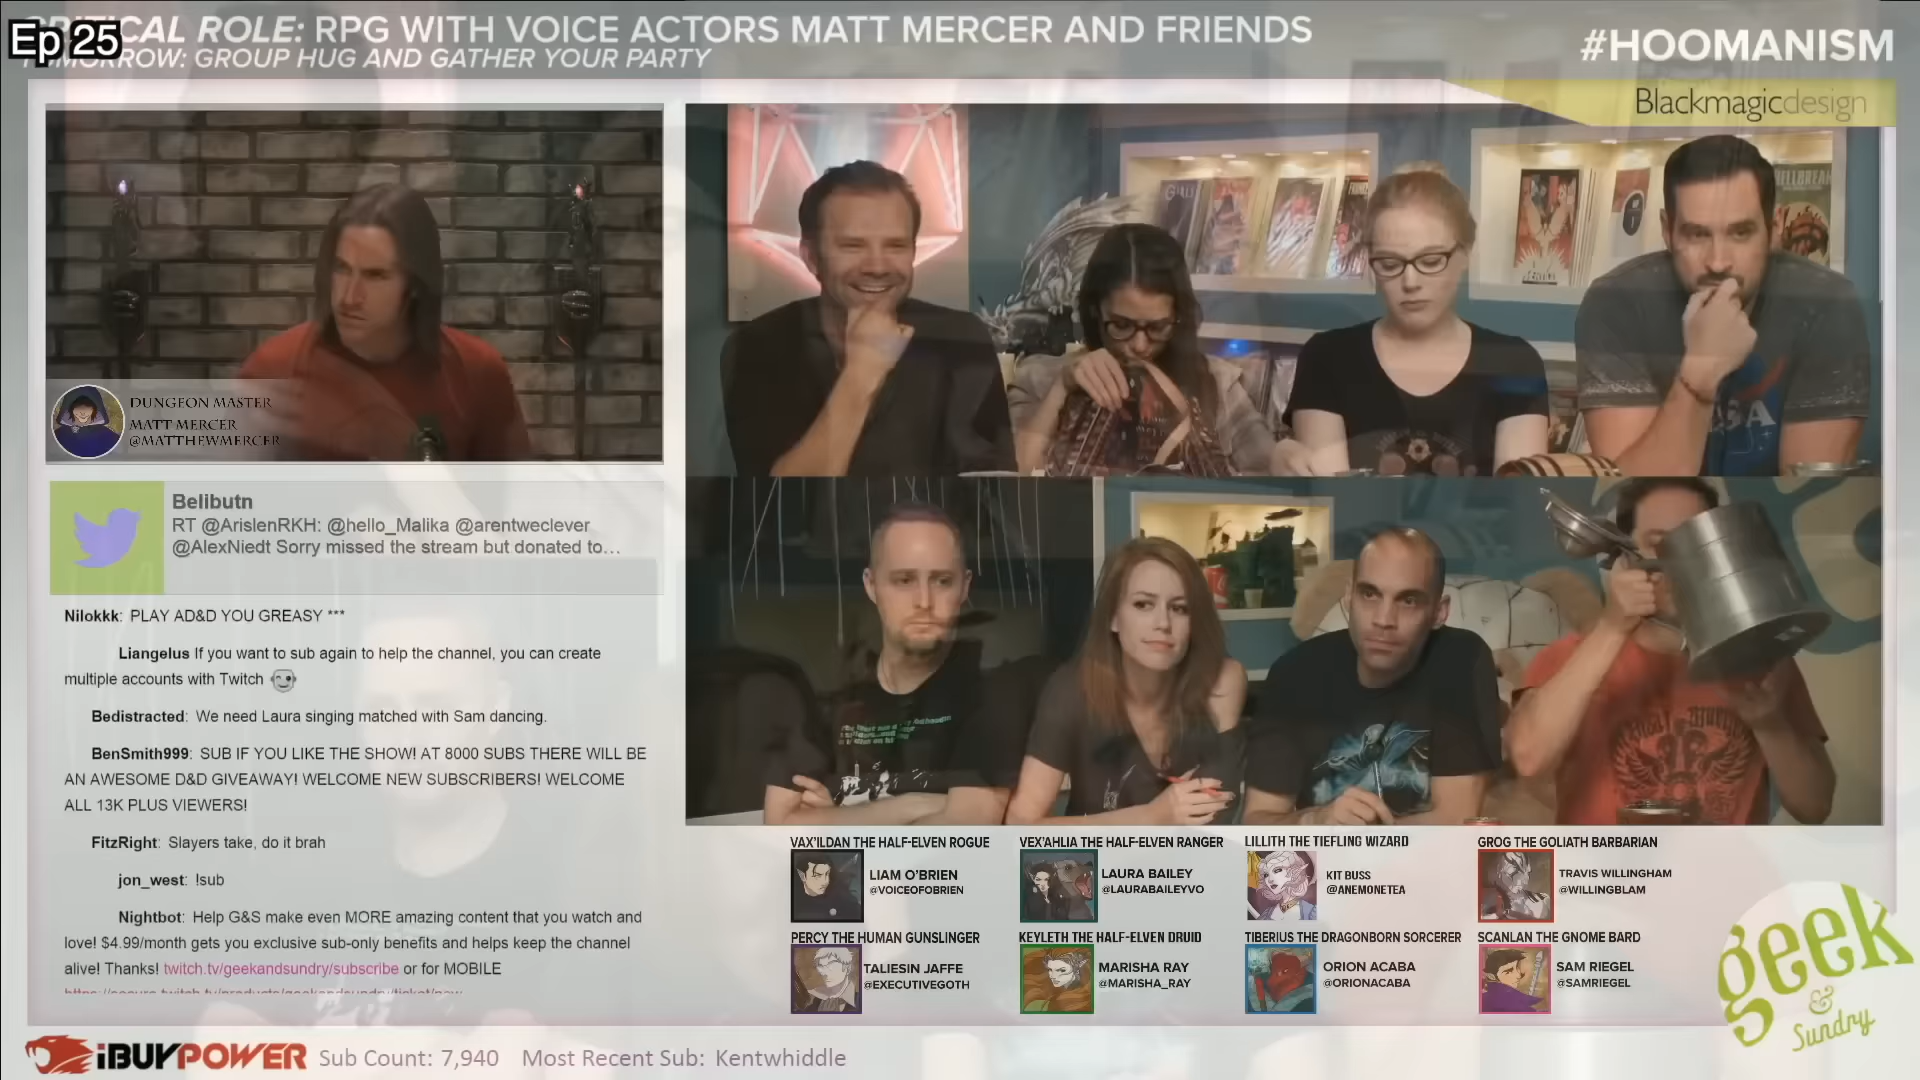 Ep 25
CAL ROLE: RPG WITH VOICE ACTORS MATT MERCER AND FRIENDS
TOMORROW: GROUP HUG AND GATHER YOUR PARTY
#HOOMANISM
Blackmagicdesign
DUNGEON MASTER
MATT MERCER
@MATTHEWMERCER
Belibutn
RT @ArislenRKH: @hello_Malika @arentweclever
@AlexNiedt Sorry missed the stream but donated to…
Nilokkk: PLAY AD&D YOU GREASY ***
Liangelus If you want to sub again to help the channel, you can create
multiple accounts with Twitch
Bedistracted: We need Laura singing matched with Sam dancing.
BenSmith999: SUB IF YOU LIKE THE SHOW! AT 8000 SUBS THERE WILL BE
AN AWESOME D&D GIVEAWAY! WELCOME NEW SUBSCRIBERS! WELCOME
ALL 13K PLUS VIEWERS!
FitzRight: Slayers take, do it brah
jon_west: !sub
Nightbot: Help G&S make even MORE amazing content that you watch and
love! $4.99/month gets you exclusive sub-only benefits and helps keep the channel
alive! Thanks! twitch.tv/geekandsundry/subscribe or for MOBILE
VAX'ILDAN THE HALF-ELVEN ROGUE
LIAM O'BRIEN
@VOICEOFOBRIEN
VEX'AHLIA THE HALF-ELVEN RANGER
LAURA BAILEY
@LAURABAILEYVO
LILLITH THE TIEFLING WIZARD
KIT BUSS
@ANEMONETEA
GROG THE GOLIATH BARBARIAN
TRAVIS WILLINGHAM
@WILLINGBLAM
PERCY THE HUMAN GUNSLINGER
TALIESIN JAFFE
@EXECUTIVEGOTH
KEYLETH THE HALF-ELVEN DRUID
MARISHA RAY
@MARISHA_RAY
TIBERIUS THE DRAGONBORN SORCERER
ORION ACABA
@ORIONACABA
SCANLAN THE GNOME BARD
SAM RIEGEL
@SAMRIEGEL
geek
&
Sundry
iBUYPOWER Sub Count: 7,940 Most Recent Sub: Kentwhiddle